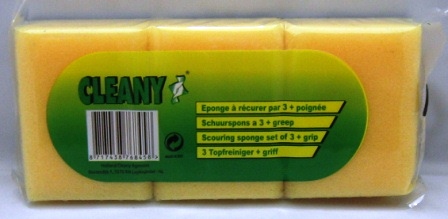 CLEANY
Eponge à récurer par 3 + poignée
Schuurspons a 3 + greep
Scouring sponge set of 3 + grip
3 Topfreiniger + griff